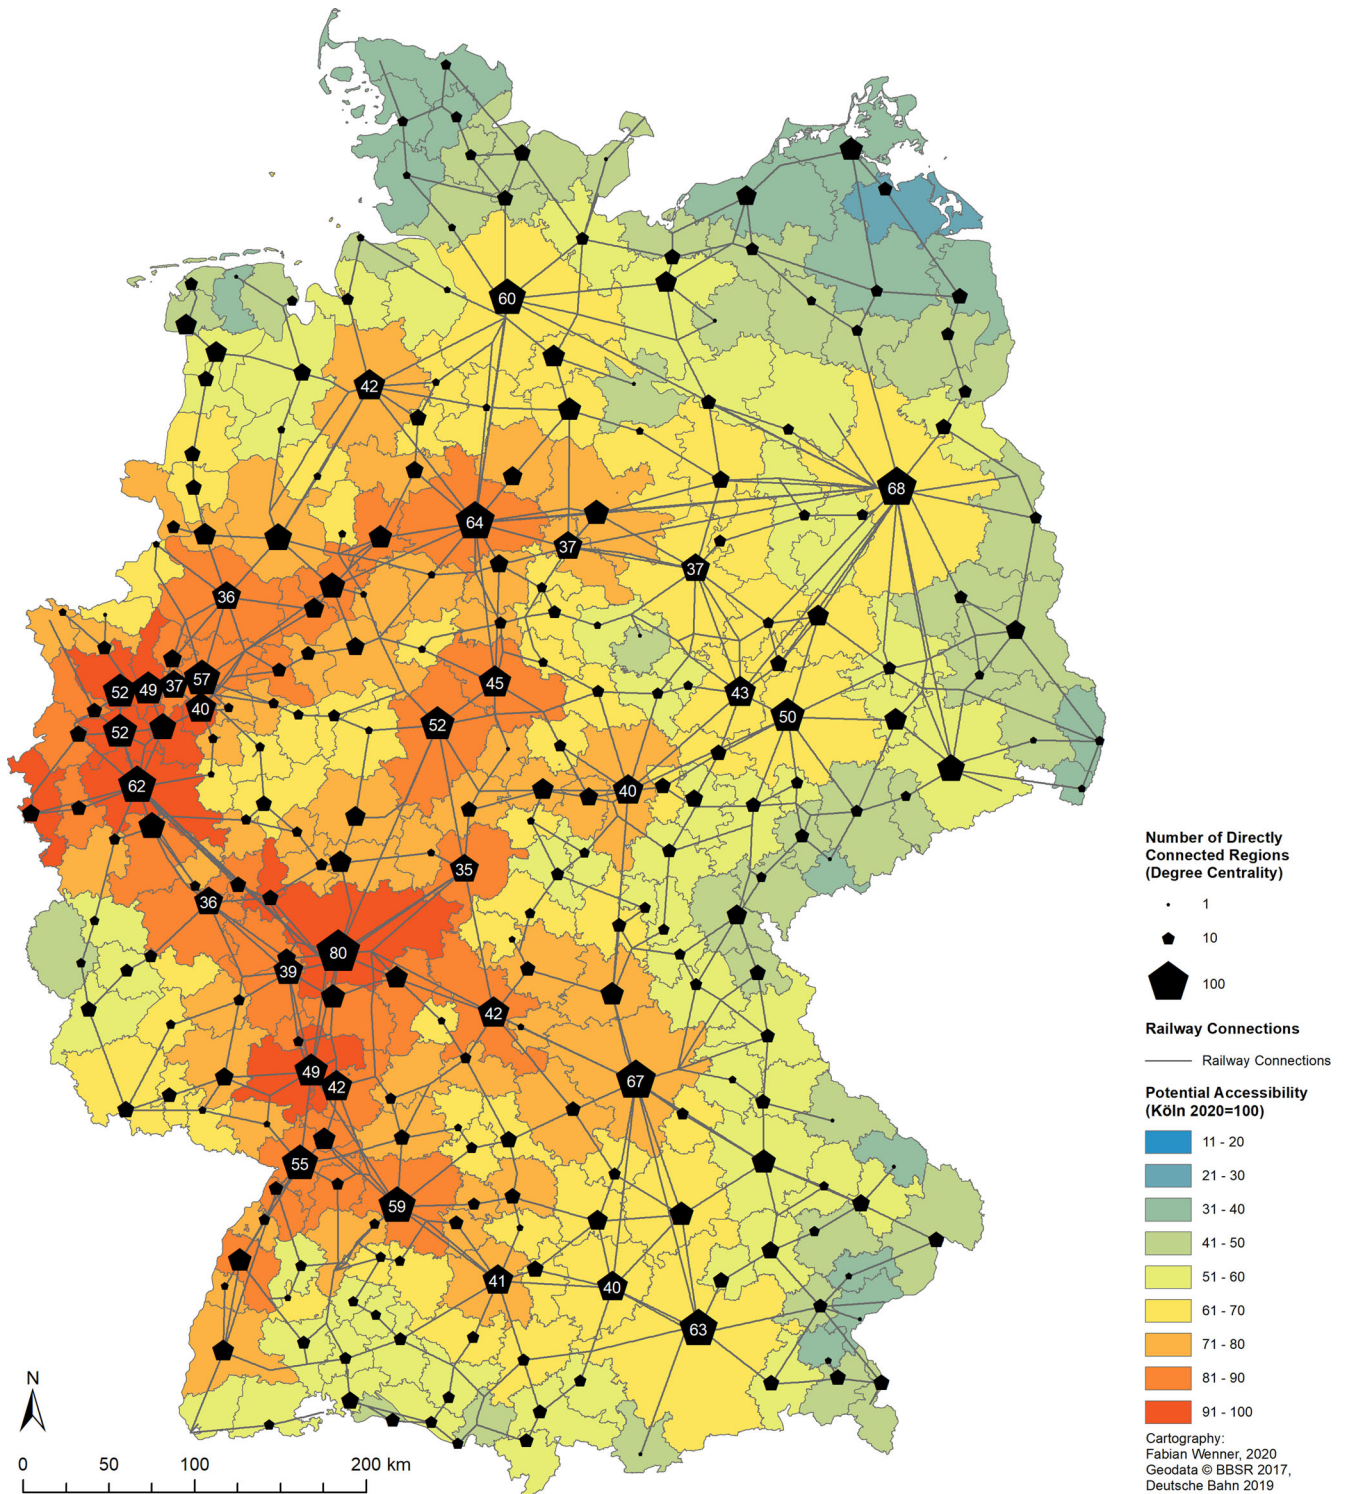 60
42
68
64
37
37
36
57
52
49
37
40
45
43
52
50
52
62
40
35
36
80
39
42
49
42
67
55
59
41
40
63
N
0 50 100 200 km
Number of Directly
Connected Regions
(Degree Centrality)
1
10
100
Railway Connections
Railway Connections
Potential Accessibility
(Köln 2020=100)
11 - 20
21 - 30
31 - 40
41 - 50
51 - 60
61 - 70
71 - 80
81 - 90
91 - 100
Cartography:
Fabian Wenner, 2020
Geodata © BBSR 2017,
Deutsche Bahn 2019